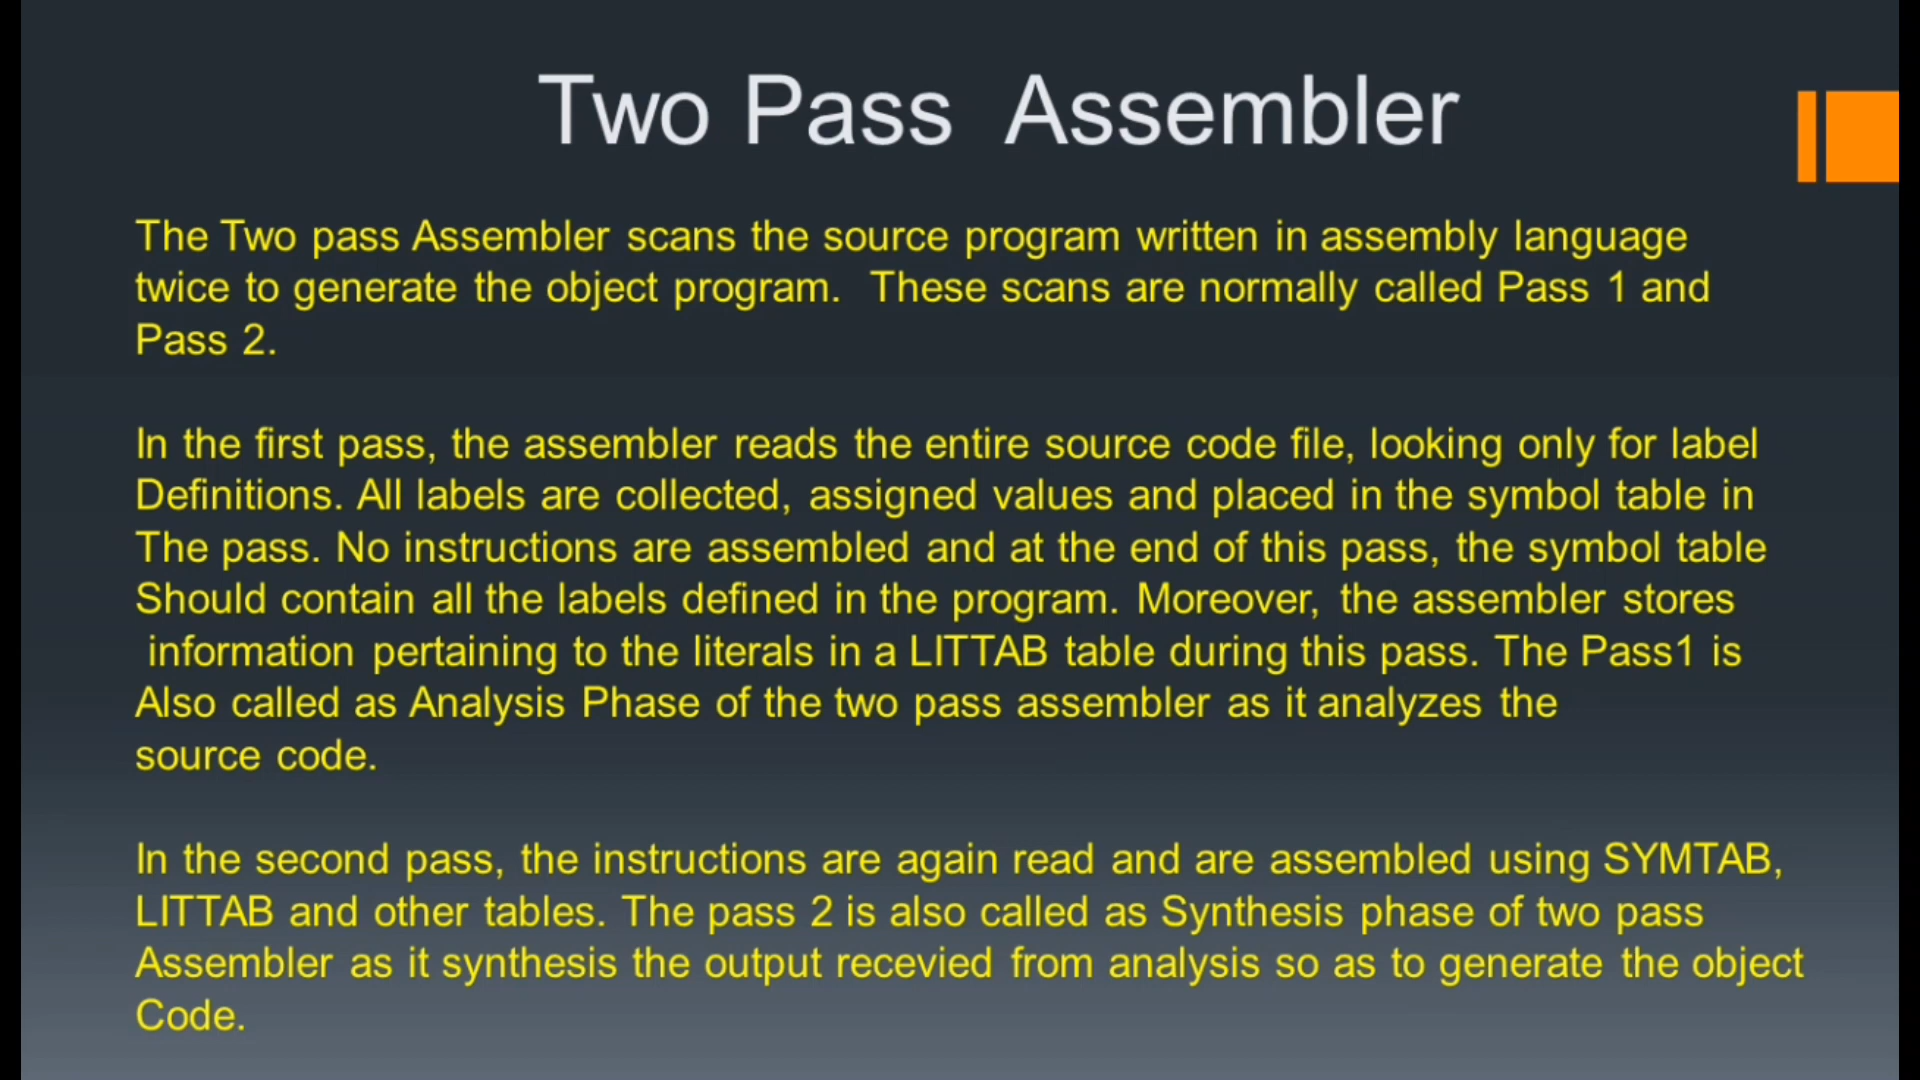 Two Pass Assembler
The Two pass Assembler scans the source program written in assembly language
twice to generate the object program. These scans are normally called Pass 1 and
Pass 2.
In the first pass, the assembler reads the entire source code file, looking only for label
Definitions. All labels are collected, assigned values and placed in the symbol table in
The pass. No instructions are assembled and at the end of this pass, the symbol table
Should contain all the labels defined in the program. Moreover, the assembler stores
information pertaining to the literals in a LITTAB table during this pass. The Pass1 is
Also called as Analysis Phase of the two pass assembler as it analyzes the
source code.
In the second pass, the instructions are again read and are assembled using SYMTAB,
LITTAB and other tables. The pass 2 is also called as Synthesis phase of two pass
Assembler as it synthesis the output recevied from analysis so as to generate the object
Code.